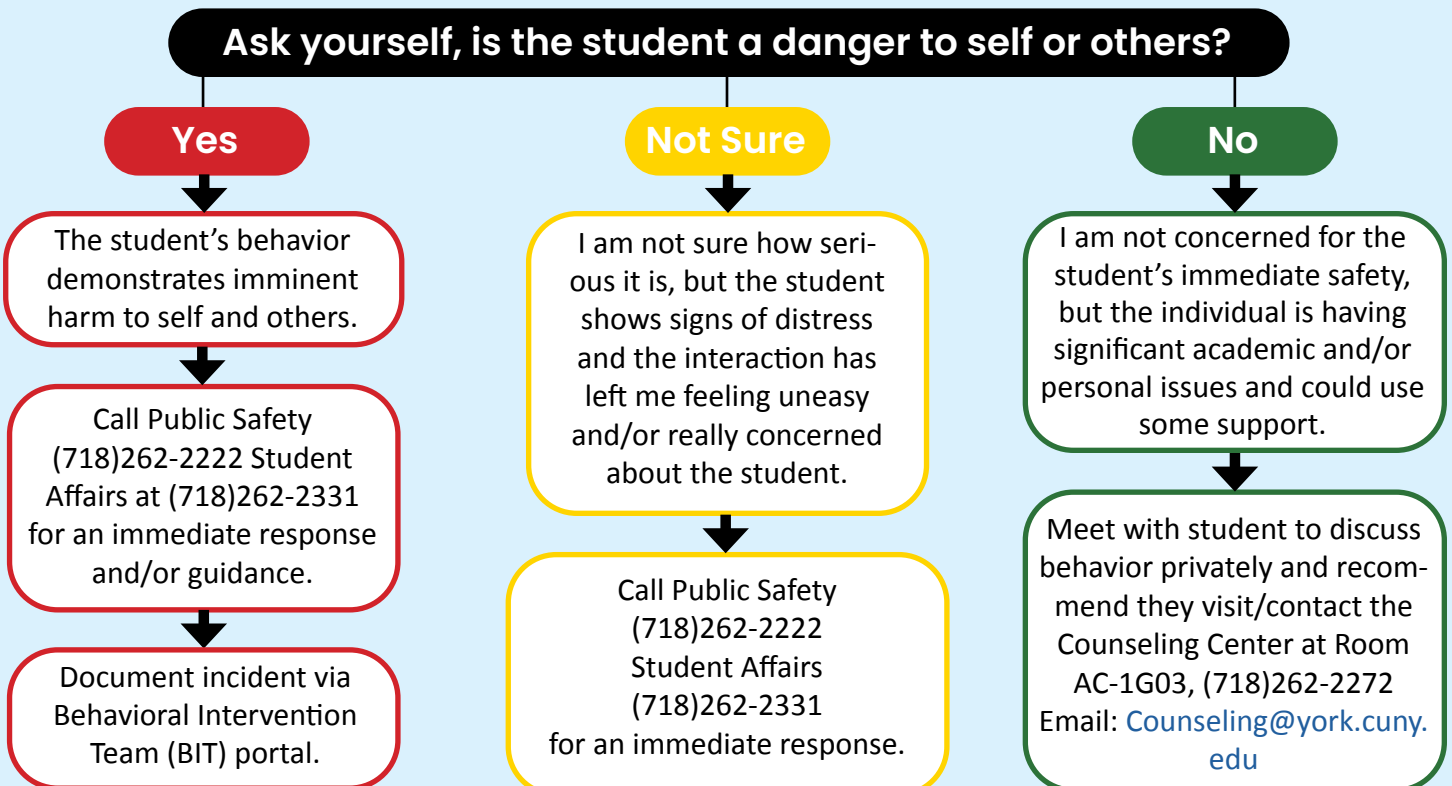 Ask yourself, is the student a danger to self or others?
Yes
The student’s behavior
demonstrates imminent
harm to self and others.
Call Public Safety
(718)262-2222 Student
Affairs at (718)262-2331
for an immediate response
and/or guidance.
Document incident via
Behavioral Intervention
Team (BIT) portal.
Not Sure
I am not sure how seri-
ous it is, but the student
shows signs of distress
and the interaction has
left me feeling uneasy
and/or really concerned
about the student.
Call Public Safety
(718)262-2222
Student Affairs
(718)262-2331
for an immediate response.
No
I am not concerned for the
student’s immediate safety,
but the individual is having
significant academic and/or
personal issues and could use
some support.
Meet with student to discuss
behavior privately and recom-
mend they visit/contact the
Counseling Center at Room
AC-1G03, (718)262-2272
Email: Counseling@york.cuny.
edu